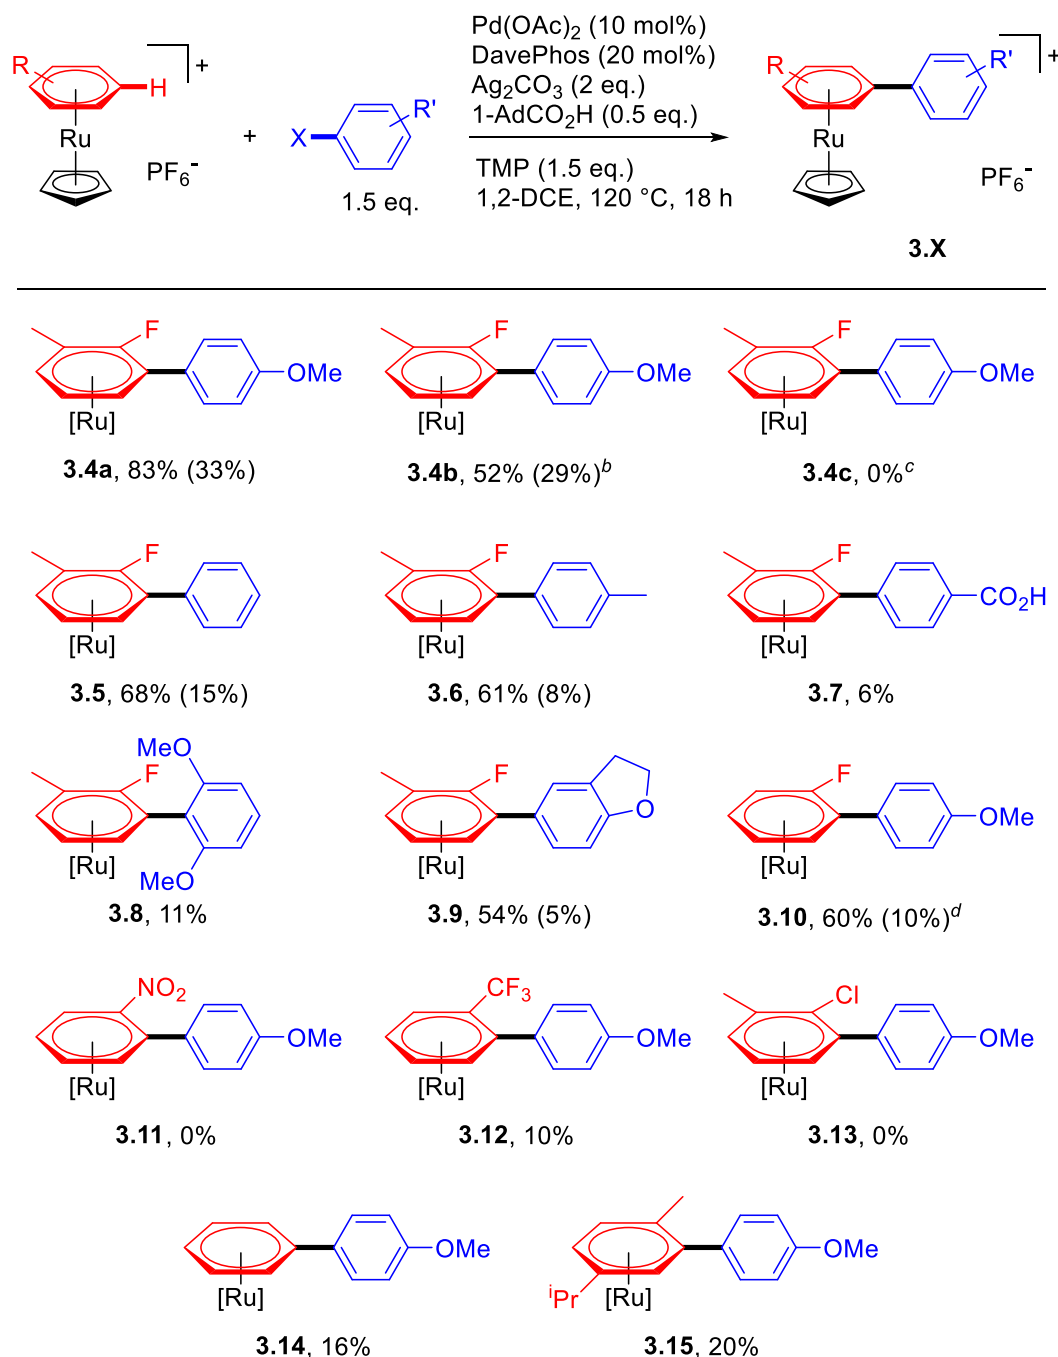 Pd(OAc)2 (10 mol%)
DavePhos (20 mol%)
Ag2CO3 (2 eq.)
1-AdCO2H (0.5 eq.)
TMP (1.5 eq.)
1,2-DCE, 120 °C, 18 h
R
H
+
Ru
PF6-
+
X
R'
1.5 eq.
R
R'
+
Ru
PF6-
3.X
F
OMe
[Ru]
3.4a, 83% (33%)
F
OMe
[Ru]
3.4b, 52% (29%)b
F
OMe
[Ru]
3.4c, 0%c
F
[Ru]
3.5, 68% (15%)
F
[Ru]
3.6, 61% (8%)
F
CO2H
[Ru]
3.7, 6%
MeO
F
[Ru]
MeO
3.8, 11%
F
O
[Ru]
3.9, 54% (5%)
F
OMe
[Ru]
3.10, 60% (10%)d
NO2
OMe
[Ru]
3.11, 0%
CF3
OMe
[Ru]
3.12, 10%
Cl
OMe
[Ru]
3.13, 0%
OMe
[Ru]
3.14, 16%
OMe
iPr
[Ru]
3.15, 20%